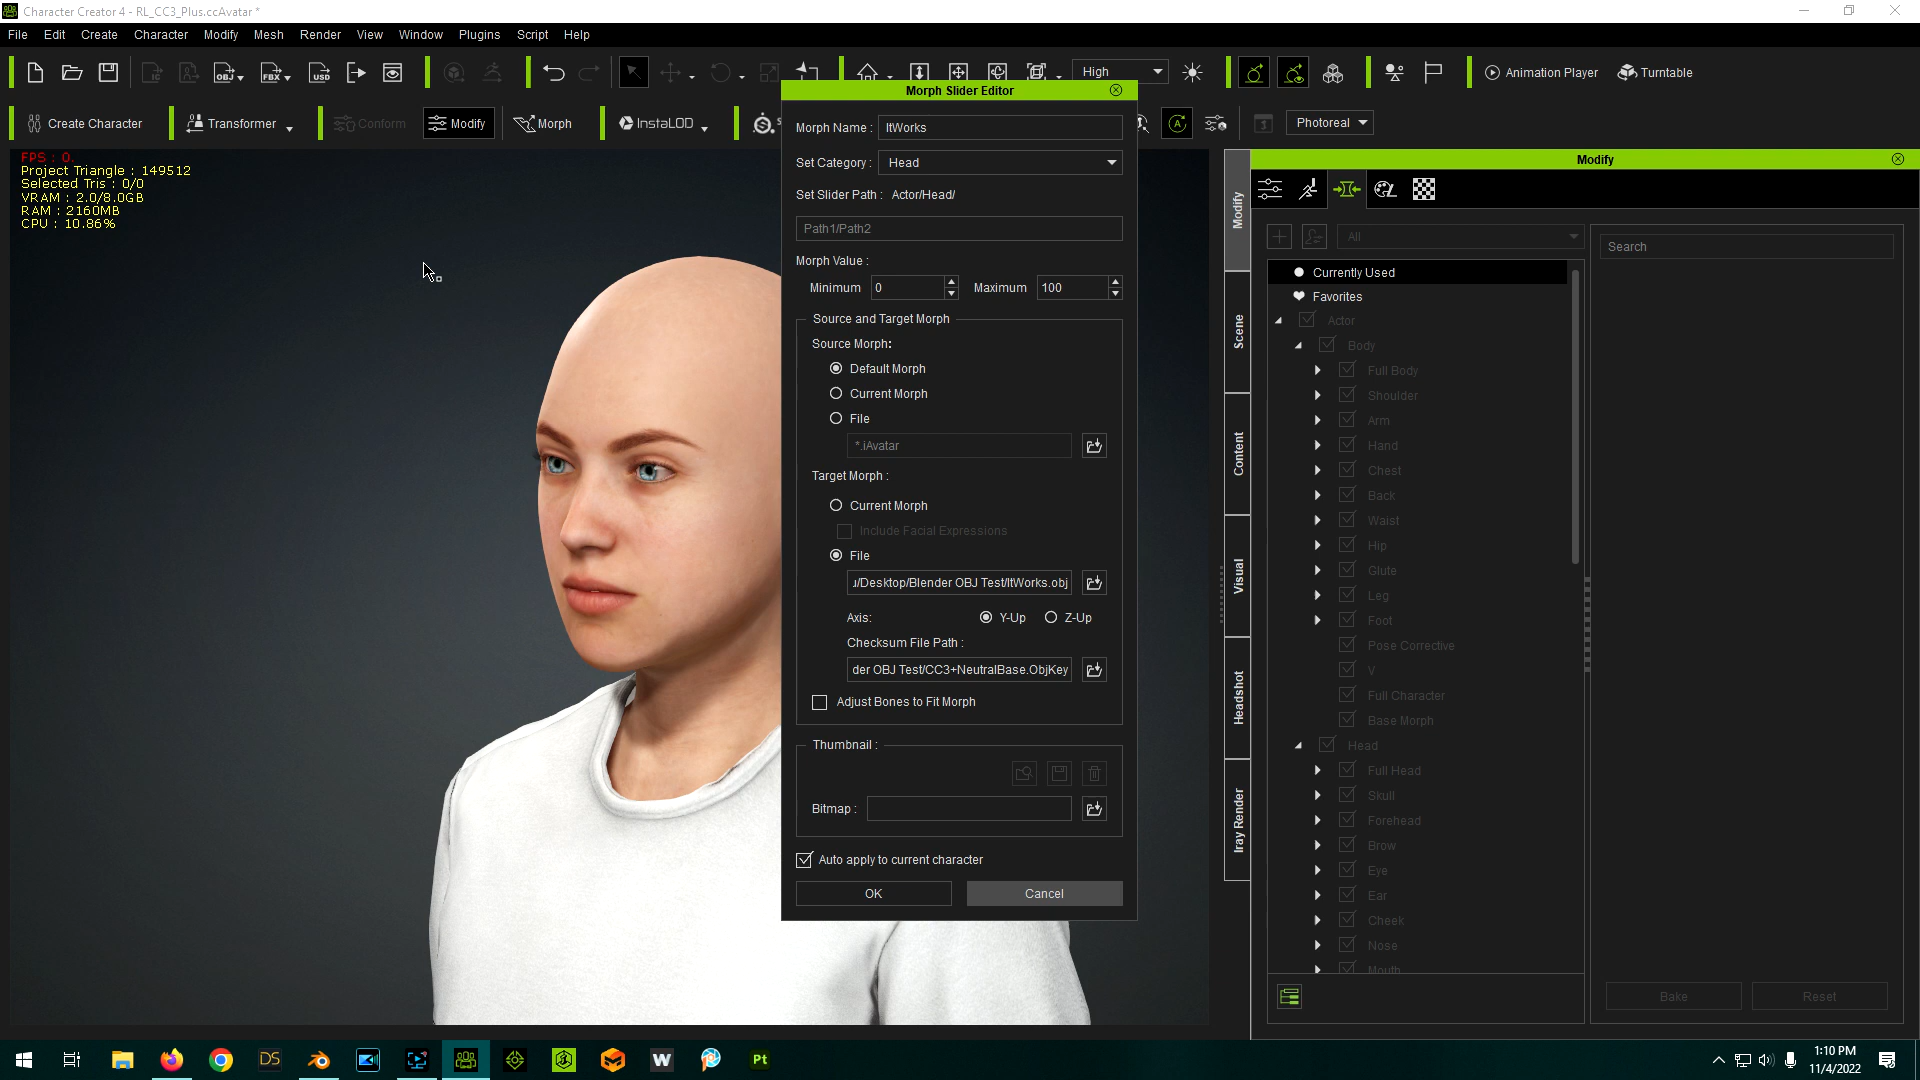 Character Creator 4 - RL_CC3_Plus.ccAvatar *
File Edit Create Character Modify Mesh Render View Window Plugins Script Help
OBJ FBX USD High Animation Player Turntable
Create Character Transformer Conform Modify Morph InstaLOD Photoreal
FPS : 0.
Project Triangle : 149512
Selected Tris : 0/0
VRAM : 2.0/8.0GB
RAM : 2160MB
CPU : 10.86%
Morph Slider Editor
Morph Name : ItWorks
Set Category : Head
Set Slider Path : Actor/Head/
Path1/Path2
Morph Value :
Minimum 0 Maximum 100
Source and Target Morph
Source Morph:
Default Morph
Current Morph
File
*.iAvatar
Target Morph :
Current Morph
Include Facial Expressions
File
/Desktop/Blender OBJ Test/ItWorks.obj
Axis: Y-Up Z-Up
Checksum File Path :
der OBJ Test/CC3+NeutralBase.ObjKey
Adjust Bones to Fit Morph
Thumbnail :
Bitmap :
Auto apply to current character
OK Cancel
Modify
Scene
Content
Visual
Headshot
Iray Render
Modify
All
Search
Currently Used
Favorites
Actor
Body
Full Body
Shoulder
Arm
Hand
Chest
Back
Waist
Hip
Glute
Leg
Foot
Pose Corrective
V
Full Character
Base Morph
Head
Full Head
Skull
Forehead
Brow
Eye
Ear
Cheek
Nose
Mouth
Bake Reset
DS W Pt
1:10 PM
11/4/2022